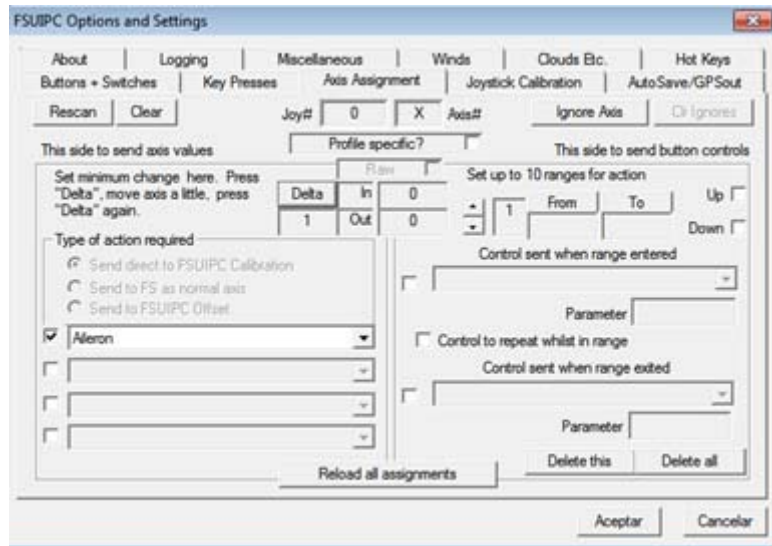 FSUIPC Options and Settings
About Logging Miscellaneous Winds Clouds Etc. Hot Keys
Buttons + Switches Key Presses Axis Assignment Joystick Calibration AutoSave/GPSout
Rescan Clear Joy# 0 X Axis# Ignore Axis Clr Ignores
This side to send axis values Profile specific? This side to send button controls
Raw
Set minimum change here. Press "Delta", move axis a little, press "Delta" again.
Delta In 0
1 Out 0
Set up to 10 ranges for action
1 From To Up
Down
Type of action required
Send direct to FSUIPC Calibration
Send to FS as normal axis
Send to FSUIPC Offset
Aileron
Control sent when range entered
Parameter
Control to repeat whilst in range
Control sent when range exited
Parameter
Delete this Delete all
Reload all assignments
Aceptar Cancelar